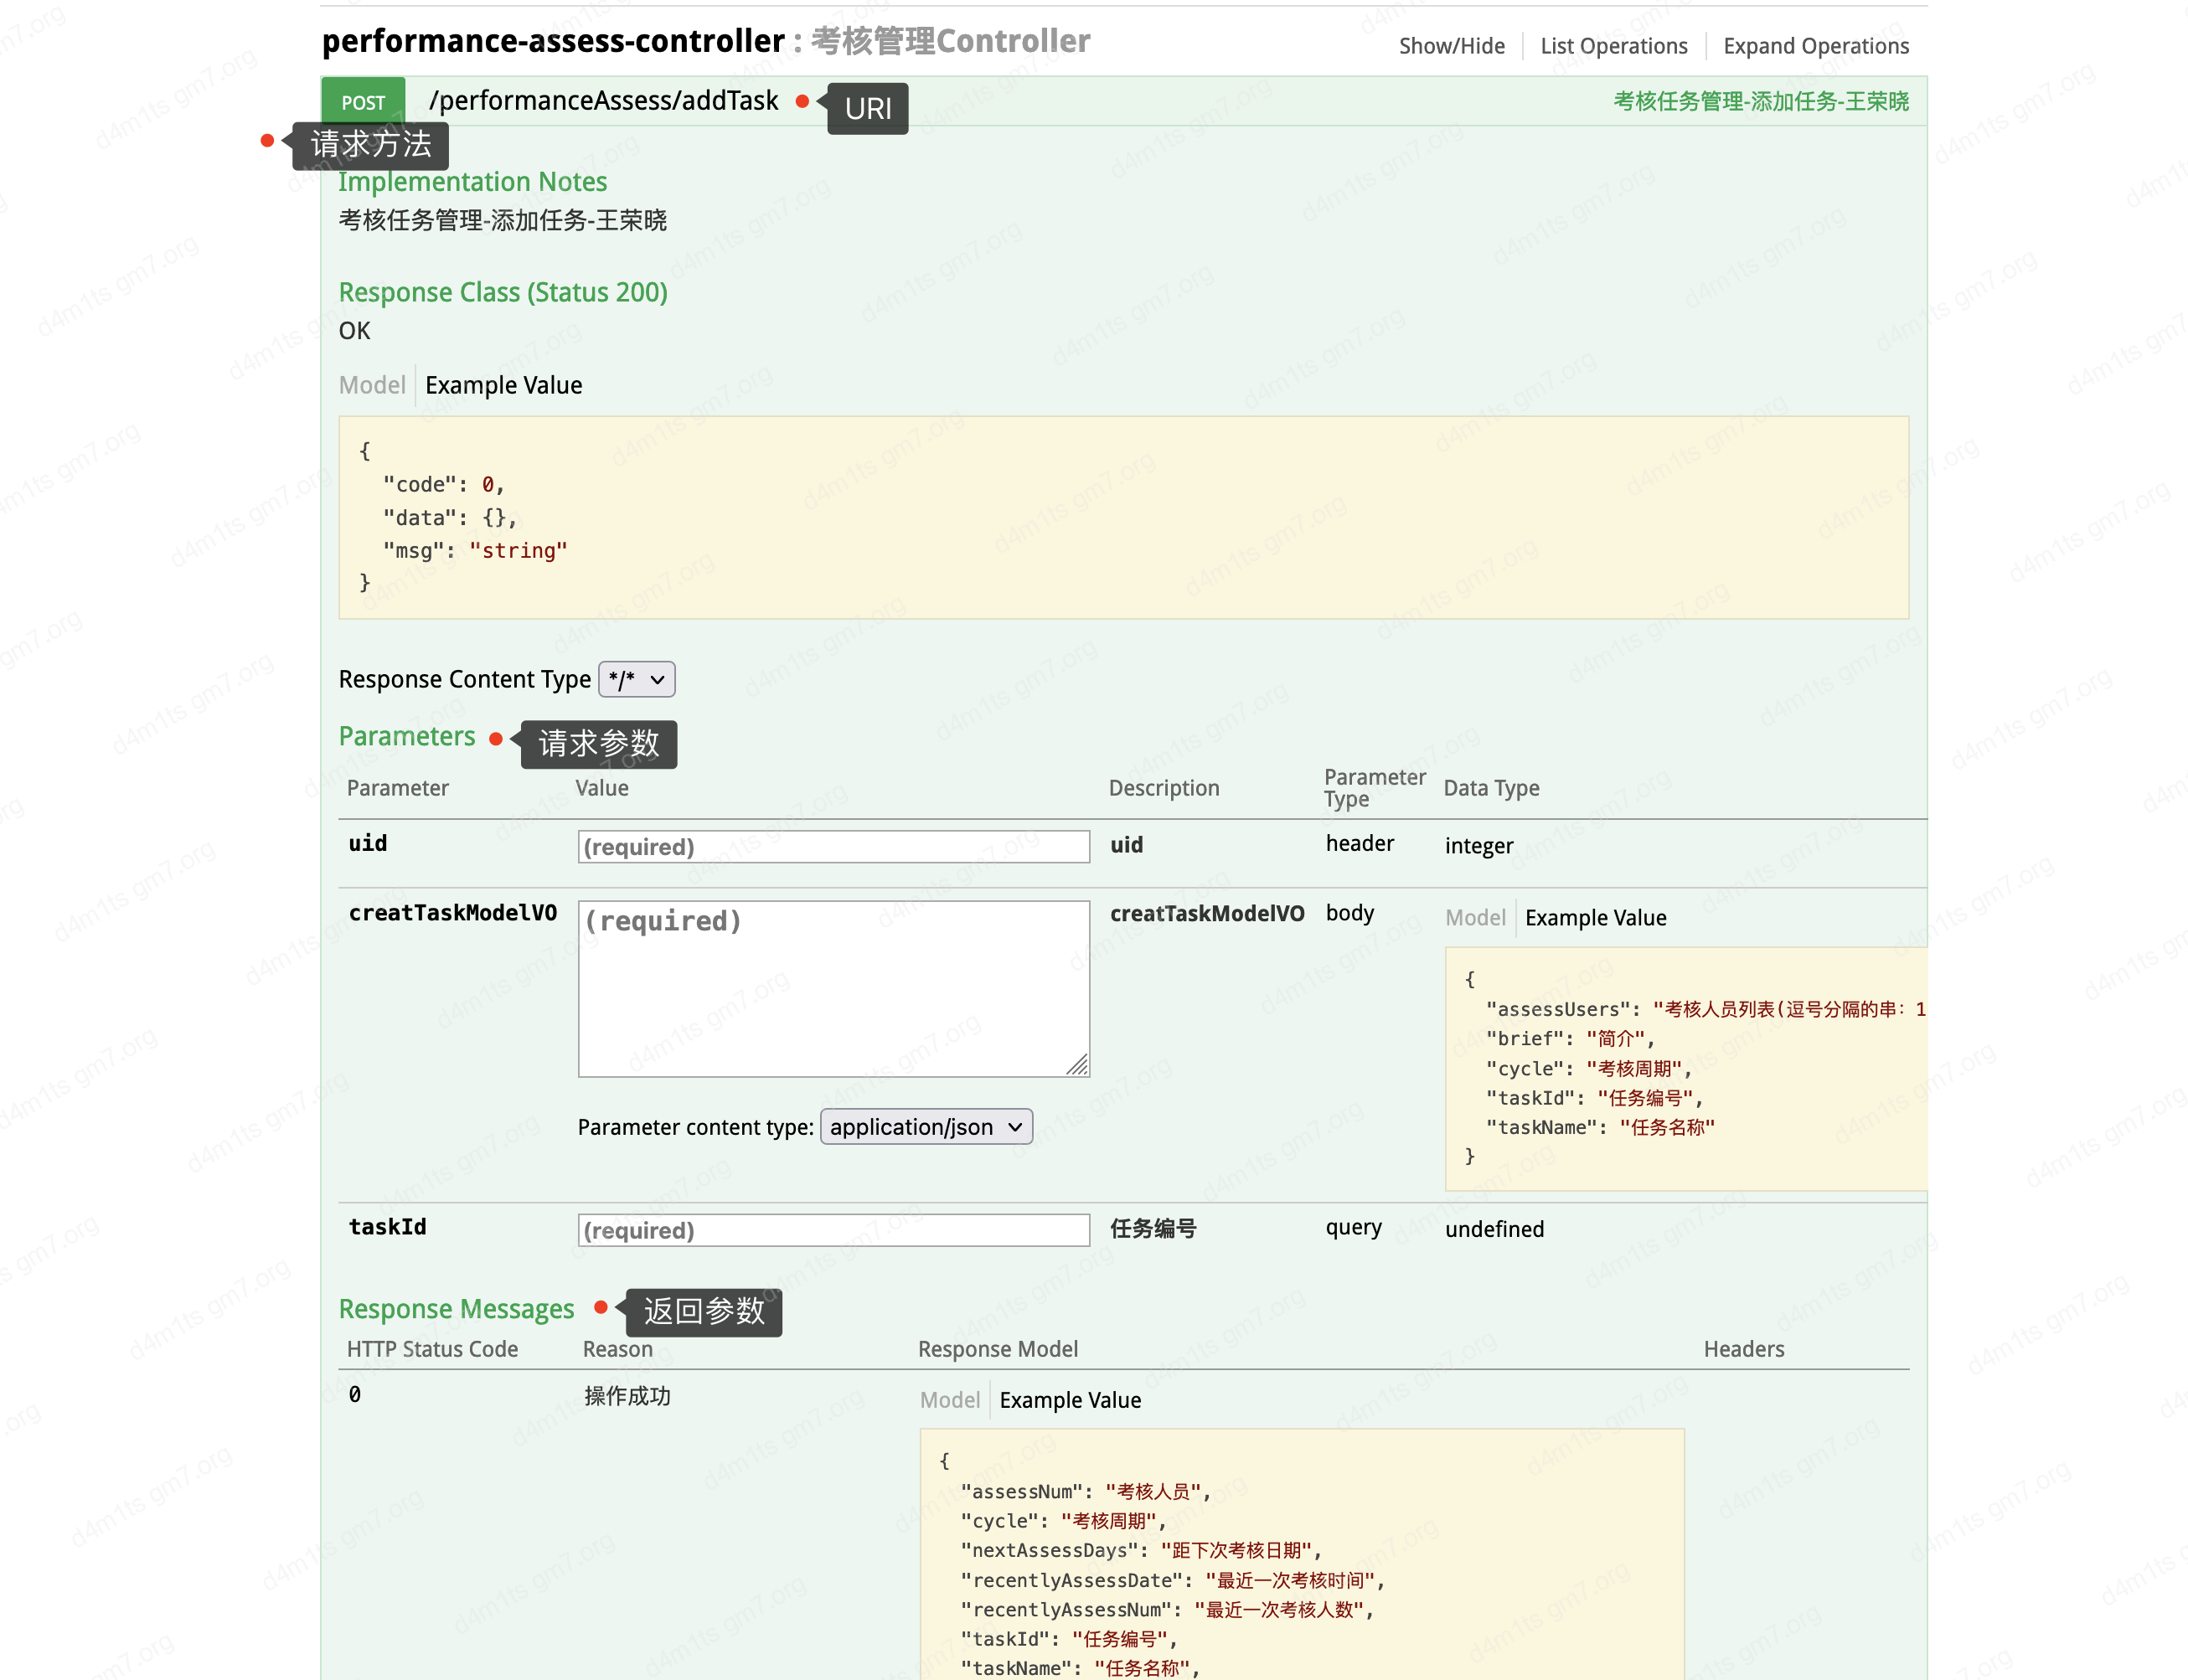 performance-assess-controller : 考核管理Controller
Show/Hide
List Operations
Expand Operations
POST
/performanceAssess/addTask
URI
考核任务管理-添加任务-王荣晓
请求方法
Implementation Notes
考核任务管理-添加任务-王荣晓
Response Class (Status 200)
OK
Model
Example Value
{
"code": 0,
"data": {},
"msg": "string"
}
Response Content Type */*
Parameters
请求参数
Parameter
Value
Description
Parameter Type
Data Type
uid
(required)
uid
header
integer
creatTaskModelVO
(required)
creatTaskModelVO
body
Model
Example Value
{
"assessUsers": "考核人员列表(逗号分隔的串: 1
"brief": "简介",
"cycle": "考核周期",
"taskId": "任务编号",
"taskName": "任务名称"
}
Parameter content type: application/json
taskId
(required)
任务编号
query
undefined
Response Messages
返回参数
HTTP Status Code
Reason
Response Model
Headers
0
操作成功
Model
Example Value
{
"assessNum": "考核人员",
"cycle": "考核周期",
"nextAssessDays": "距下次考核日期",
"recentlyAssessDate": "最近一次考核时间",
"recentlyAssessNum": "最近一次考核人数",
"taskId": "任务编号",
"taskName": "任务名称",
d4m1ts gm7.org